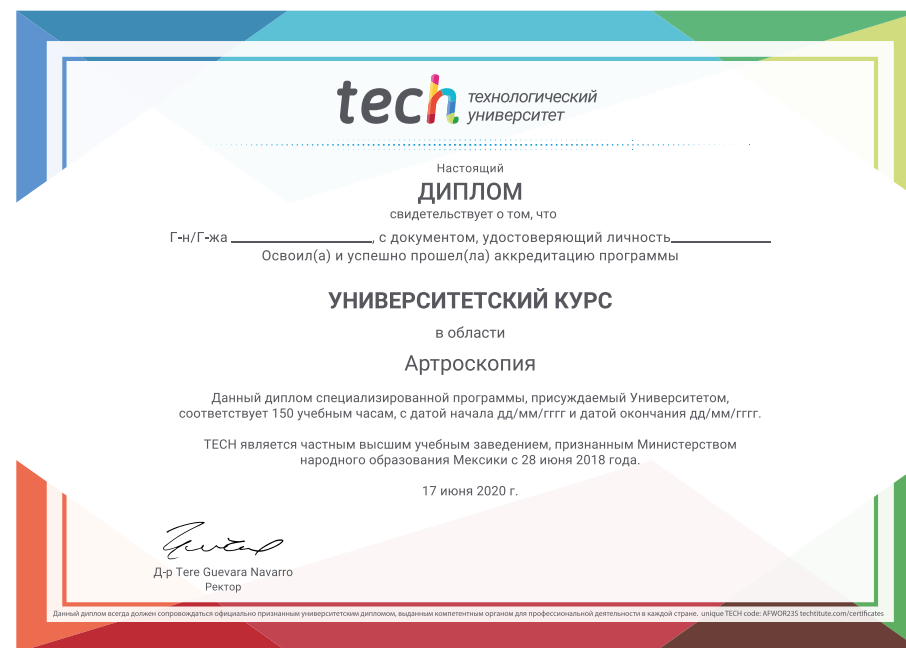 tech технологический
университет
Настоящий
ДИПЛОМ
свидетельствует о том, что
Г-н/Г-жа ____________________, с документом, удостоверяющий личность______________
Освоил(а) и успешно прошел(ла) аккредитацию программы
УНИВЕРСИТЕТСКИЙ КУРС
в области
Артроскопия
Данный диплом специализированной программы, присуждаемый Университетом,
соответствует 150 учебным часам, с датой начала дд/мм/гггг и датой окончания дд/мм/гггг.
TECH является частным высшим учебным заведением, признанным Министерством
народного образования Мексики с 28 июня 2018 года.
17 июня 2020 г.
Д-р Tere Guevara Navarro
Ректор
Данный диплом всегда должен сопровождаться официально признанным университетским дипломом, выданным компетентным органом для профессиональной деятельности в каждой стране. unique TECH code: AFWOR23S techtitute.com/certificates